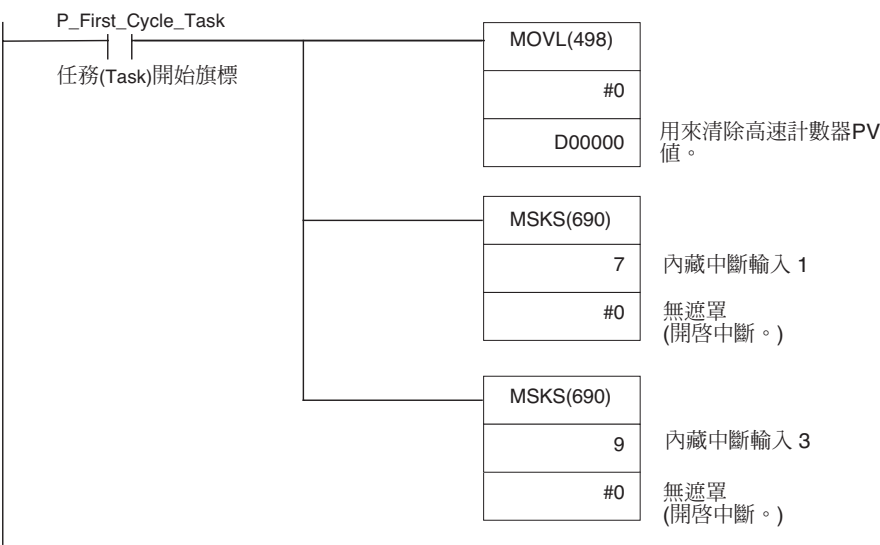 P_First_Cycle_Task
任務(Task)開始旗標
MOVL(498)
#0
D00000
用來清除高速計數器PV
值。
MSKS(690)
7
內藏中斷輸入 1
#0
無遮罩
(開啓中斷。)
MSKS(690)
9
內藏中斷輸入 3
#0
無遮罩
(開啓中斷。)